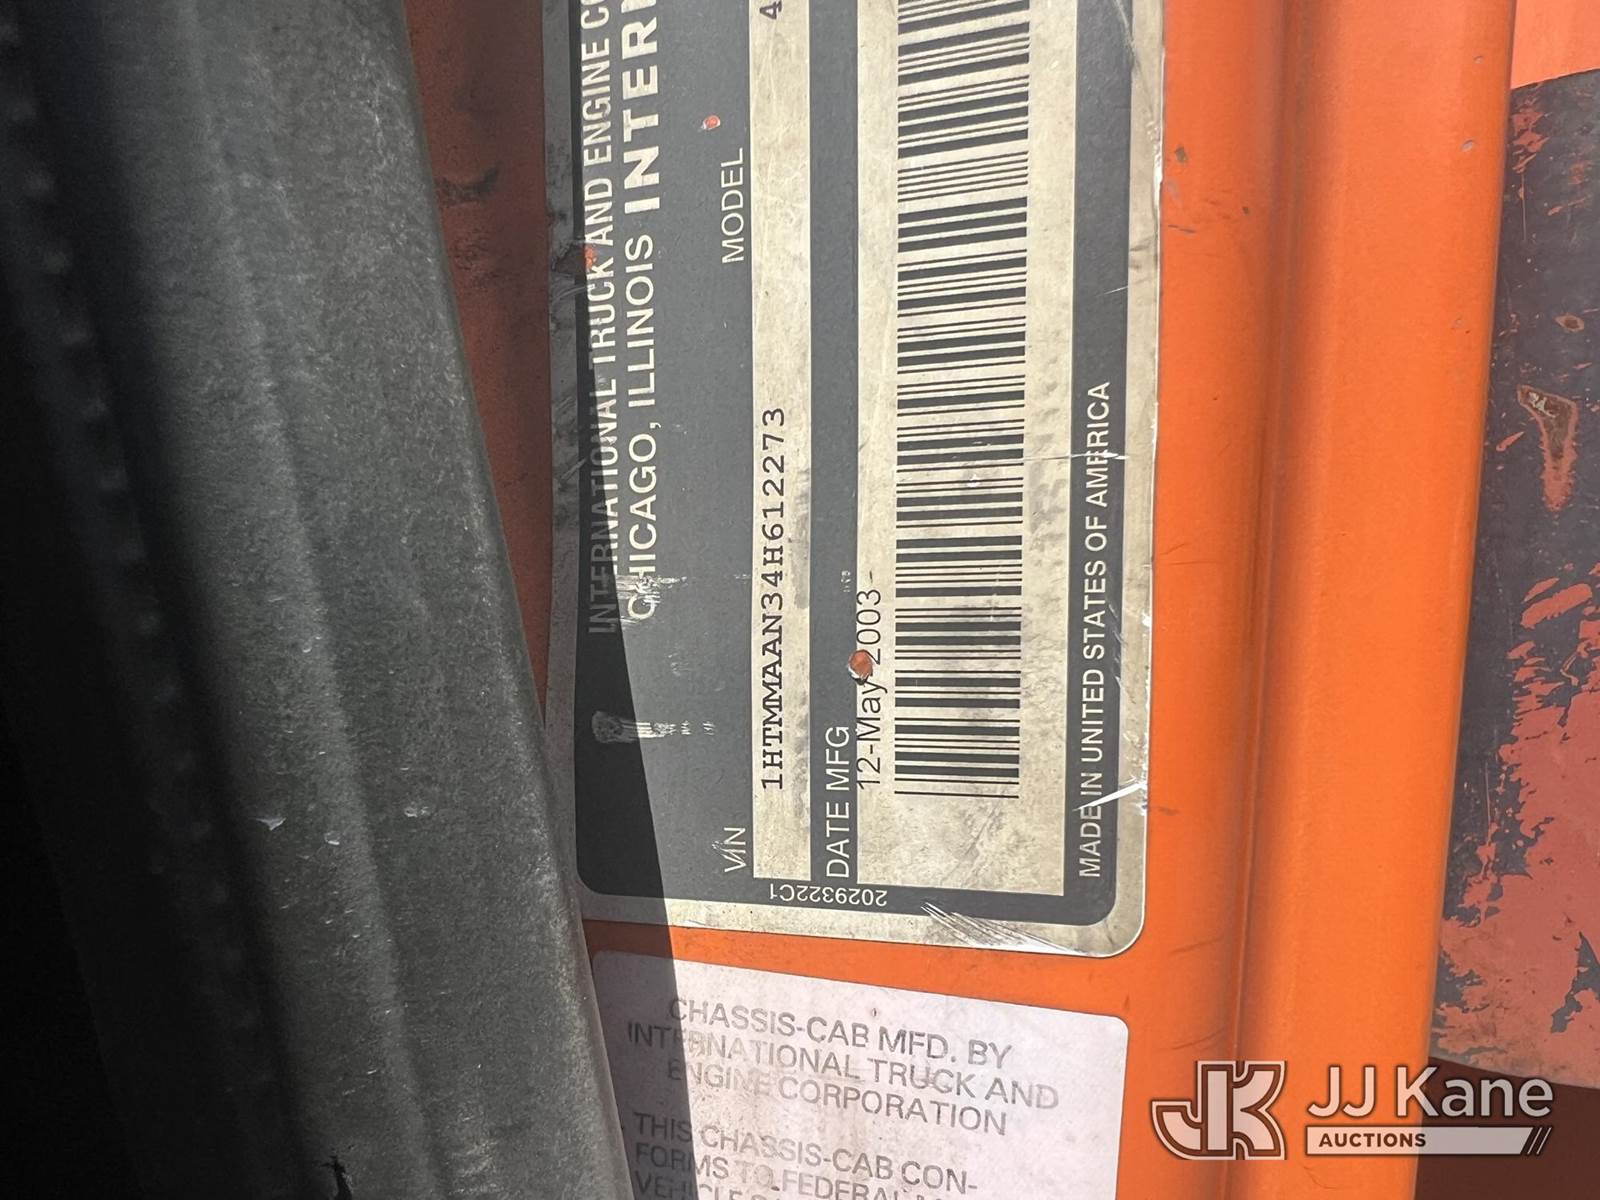 INTERNATIONAL TRUCK AND ENGINE
CHICAGO, ILLINOIS
VIN MODEL
1HTMMAAN34H612273 4
DATE MFG
12-May-2003
MADE IN UNITED STATES OF AMERICA
2029322C1
CHASSIS-CAB MFD. BY
INTERNATIONAL TRUCK AND
ENGINE CORPORATION
THIS CHASSIS-CAB CON-
FORMS TO FEDERAL
JK JJ Kane
AUCTIONS